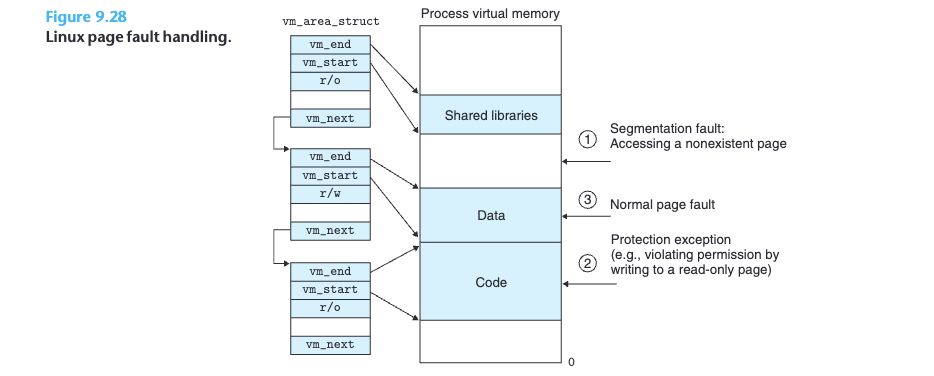 Figure 9.28
Linux page fault handling.
vm_area_struct
Process virtual memory
vm_end
vm_start
r/o
vm_next
vm_end
vm_start
r/w
vm_next
vm_end
vm_start
r/o
vm_next
Shared libraries
Data
Code
0
1
Segmentation fault:
Accessing a nonexistent page
3
Normal page fault
2
Protection exception
(e.g., violating permission by
writing to a read-only page)